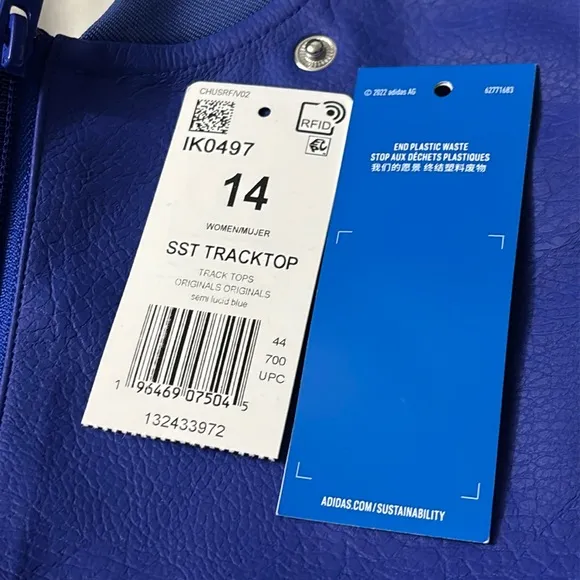 CHUSRF/V02
RFID
IK0497
14
WOMEN/MUJER
SST TRACKTOP
TRACK TOPS
ORIGINALS ORIGINALS
semi lucid blue
44
700
UPC
1 96469 07504 5
132433972
© 2022 adidas AG 62771683
END PLASTIC WASTE
STOP AUX DÉCHETS PLASTIQUES
我们的愿景 终结塑料废物
ADIDAS.COM/SUSTAINABILITY